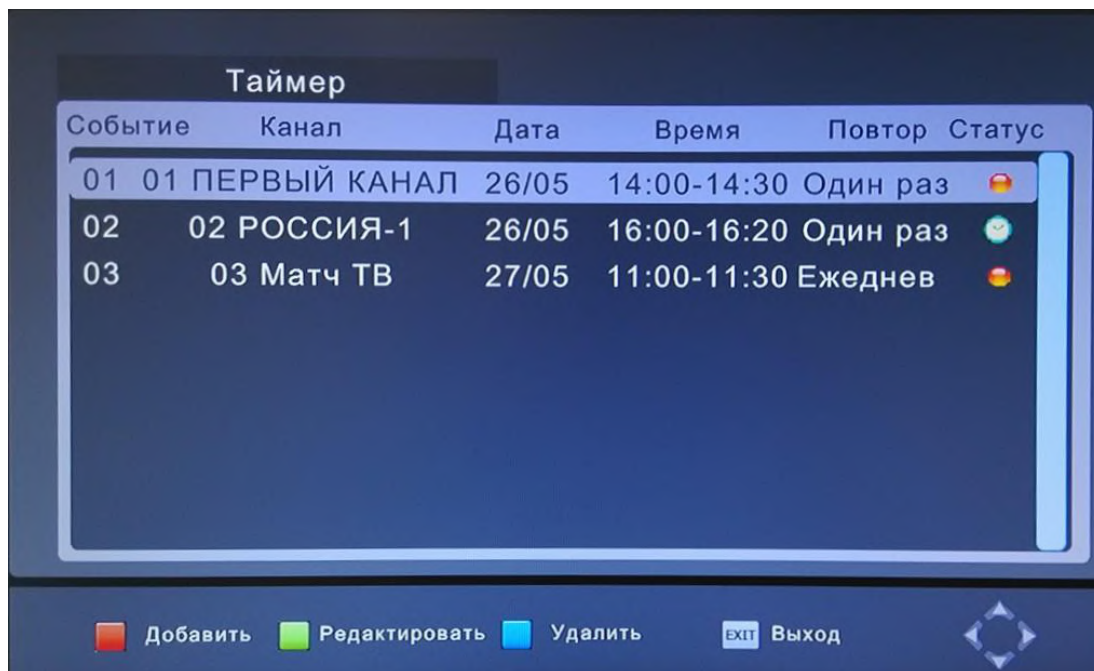 Таймер
Событие Канал Дата Время Повтор Статус
01 01 ПЕРВЫЙ КАНАЛ 26/05 14:00-14:30 Один раз
02 02 РОССИЯ-1 26/05 16:00-16:20 Один раз
03 03 Матч ТВ 27/05 11:00-11:30 Ежеднев
Добавить Редактировать Удалить EXIT Выход